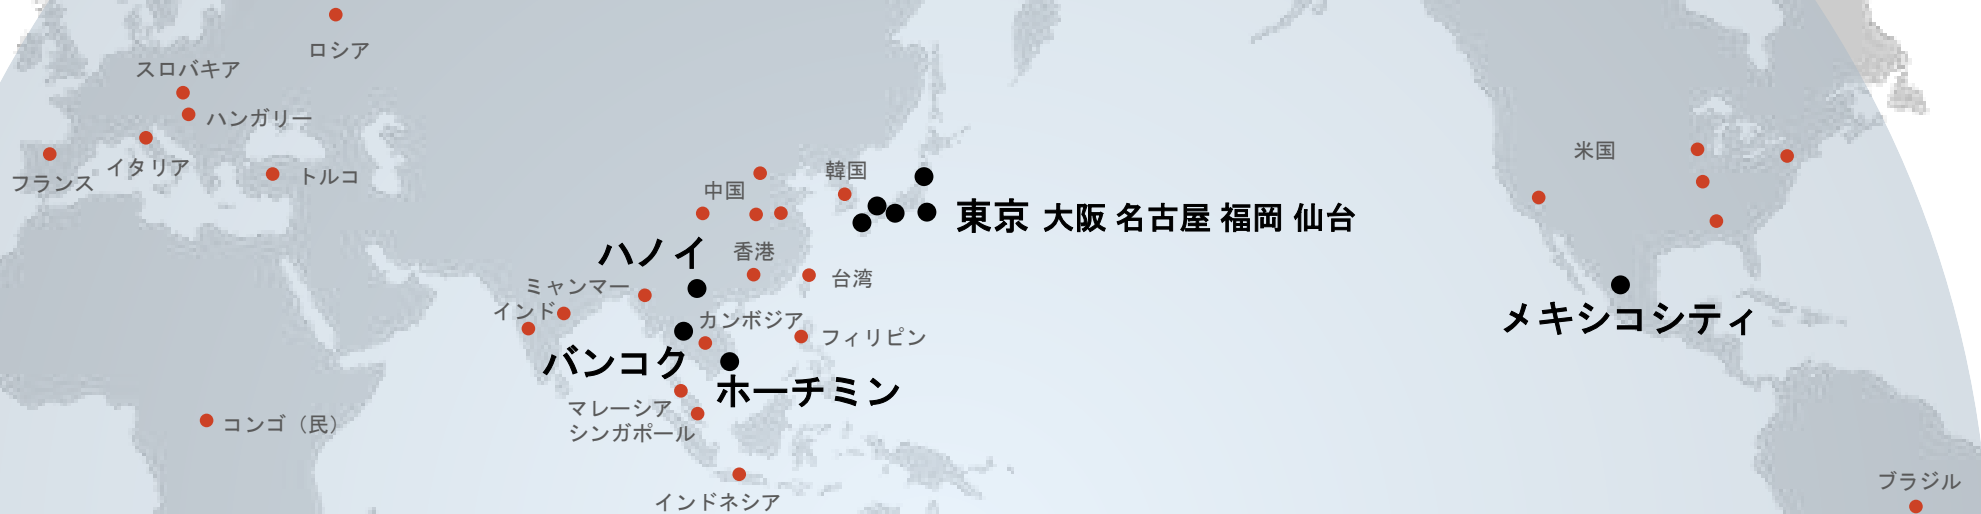 ロシア
スロバキア
ハンガリー
イタリア
フランス
トルコ
中国
韓国
米国
東京 大阪 名古屋 福岡 仙台
ハノイ
香港
台湾
ミャンマー
インド
カンボジア
フィリピン
メキシコシティ
バンコク
ホーチミン
マレーシア
シンガポール
コンゴ（民）
インドネシア
ブラジル